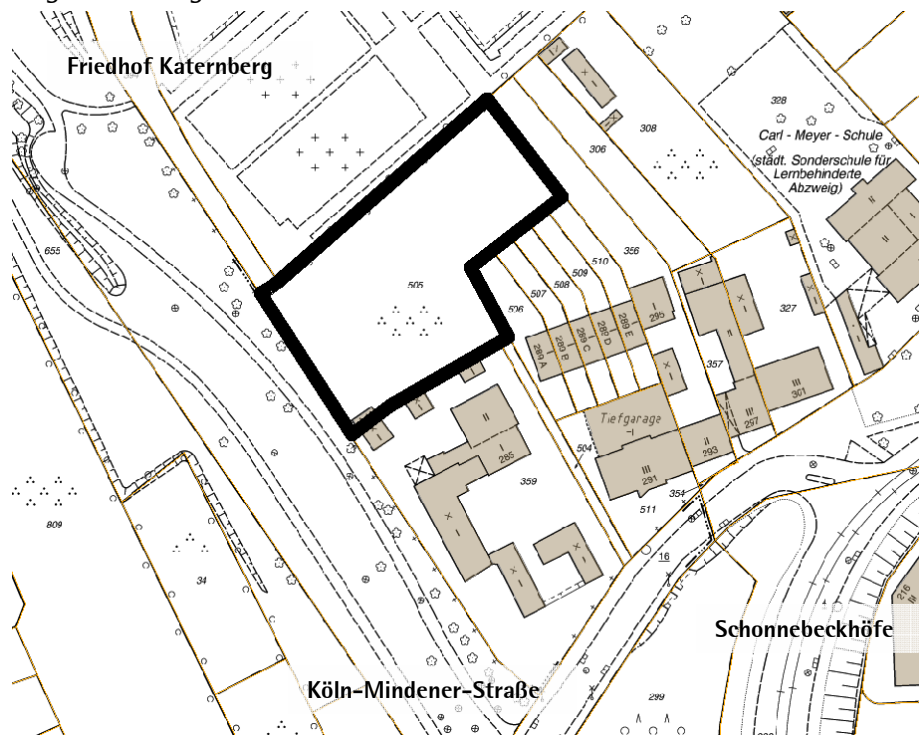 Friedhof Katernberg
328
Carl - Meyer - Schule
(städt. Sonderschule für
Lernbehinderte
Abzweig)
308
306
655
505
356
510
509
508
507
506
327
295
289 E
289 D
289 C
289 B
289 A
357
301
297
293
291
Tiefgarage
504
285
359
354
511
809
34
16
216
Schonnebeckhöfe
Köln-Mindener-Straße
299